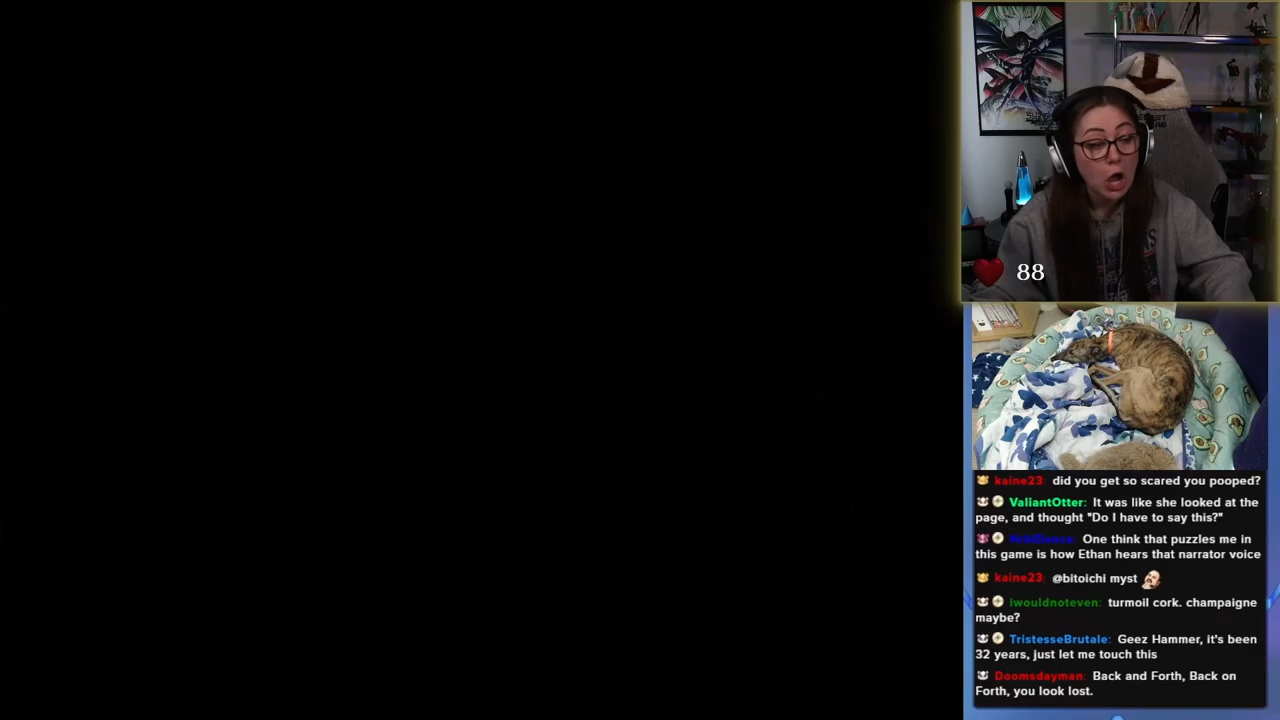 88
kaine23: did you get so scared you pooped?
ValiantOtter: It was like she looked at the
page, and thought "Do I have to say this?"
One think that puzzles me in
this game is how Ethan hears that narrator voice
kaine23: @bitoichi myst
iwouldnoteven: turmoil cork. champaigne
maybe?
TristesseBrutale: Geez Hammer, it's been
32 years, just let me touch this
Doomsdayman: Back and Forth, Back on
Forth, you look lost.